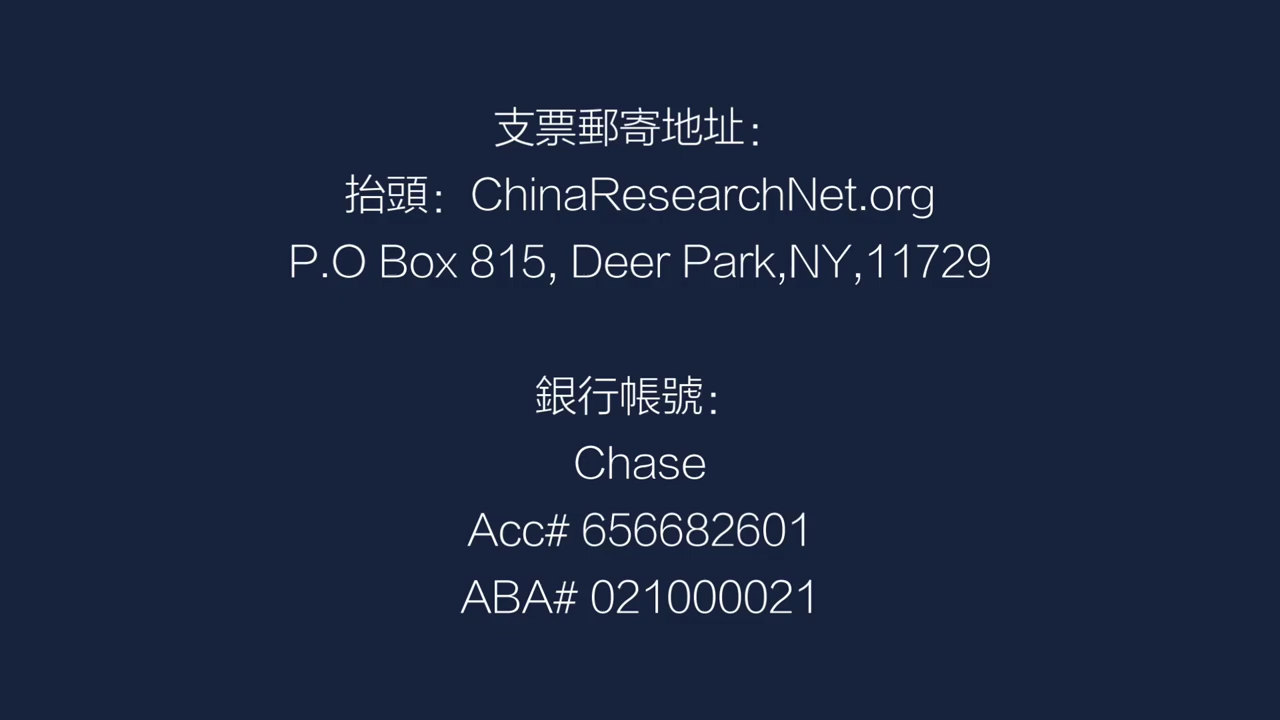 支票郵寄地址：
抬頭：ChinaResearchNet.org
P.O Box 815, Deer Park,NY,11729
銀行帳號：
Chase
Acc# 656682601
ABA# 021000021